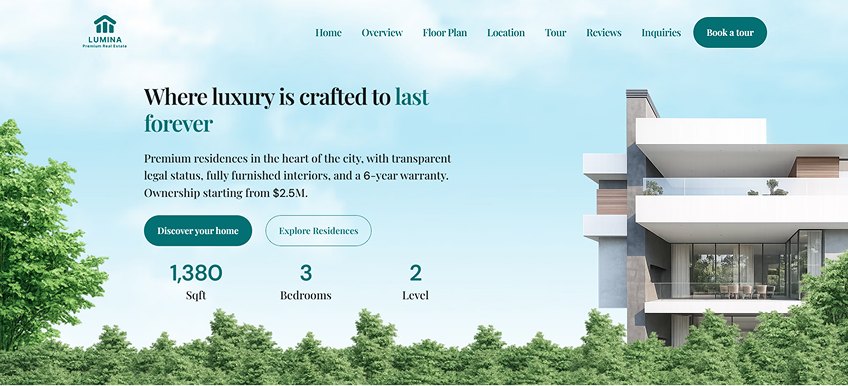 LUMINA
Premium Real Estate
Home
Overview
Floor Plan
Location
Tour
Reviews
Inquiries
Book a tour
Where luxury is crafted to last
forever
Premium residences in the heart of the city, with transparent
legal status, fully furnished interiors, and a 6-year warranty.
Ownership starting from $2.5M.
Discover your home
Explore Residences
1,380
3
2
Sqft
Bedrooms
Level